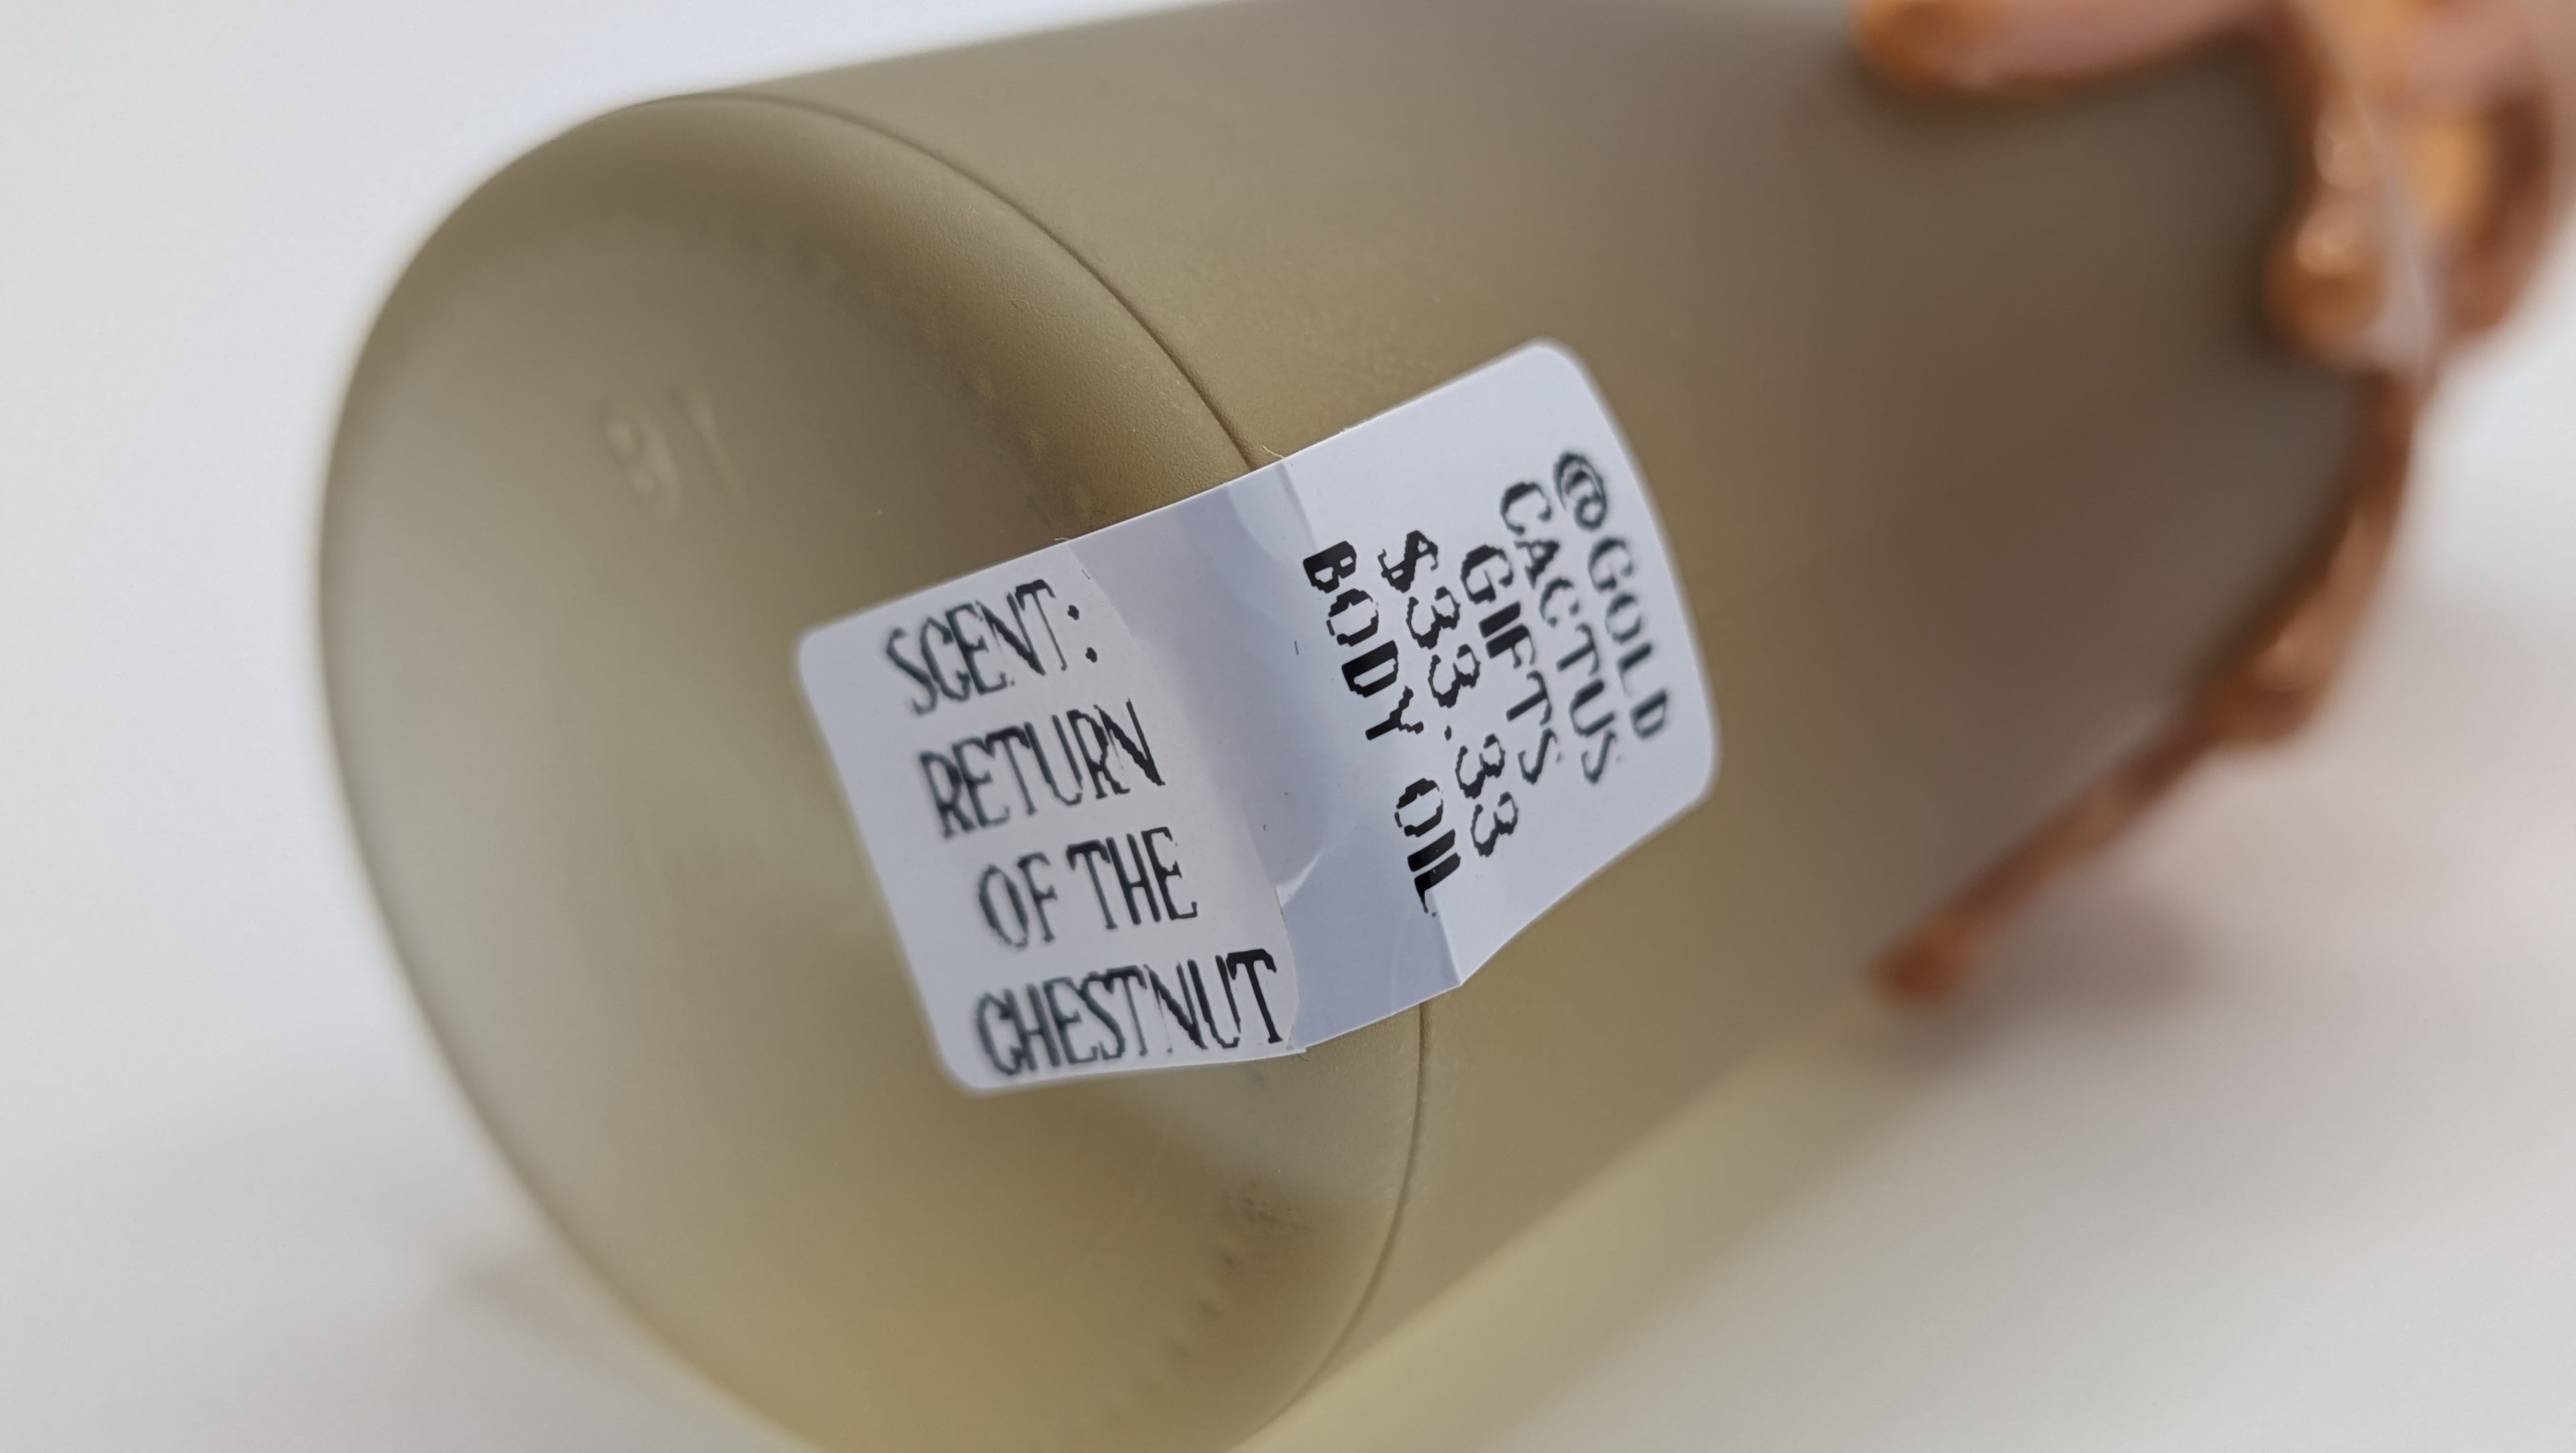 @GOLD
CACTUS
GIFTS
$33.33
BODY OIL
SCENT:
RETURN
OF THE
CHESTNUT